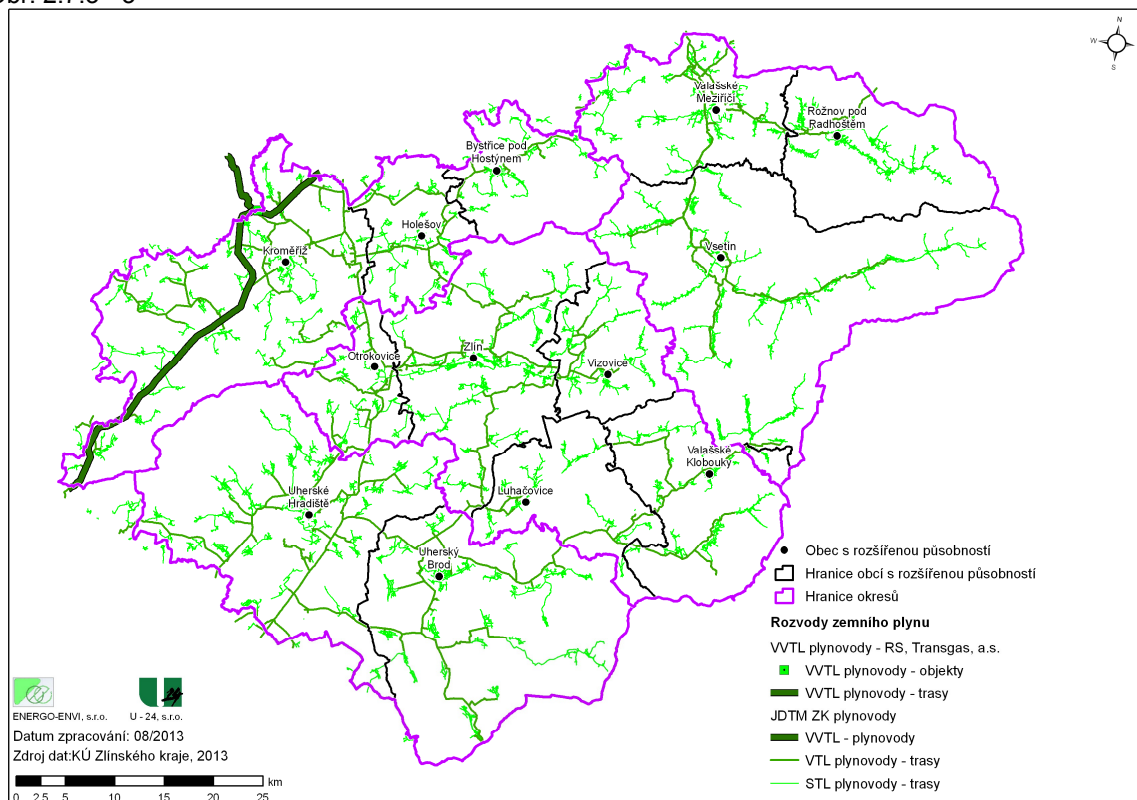 N
W
S
Valašské
Meziříčí
Rožnov pod
Radhoštěm
Bystřice pod
Hostýnem
Holešov
Kroměříž
Vsetín
Otrokovice
Zlín
Vizovice
Valašské
Klobouky
Luhačovice
Uherské
Hradiště
Uherský
Brod
Obec s rozšířenou působností
Hranice obcí s rozšířenou působností
Hranice okresů
Rozvody zemního plynu
VVTL plynovody - RS, Transgas, a.s.
VVTL plynovody - objekty
VVTL plynovody - trasy
JDTM ZK plynovody
VVTL - plynovody
VTL plynovody - trasy
STL plynovody - trasy
ENERGO-ENVI, s.r.o. U - 24, s.r.o.
Datum zpracování: 08/2013
Zdroj dat:KÚ Zlínského kraje, 2013
km
0 2,5 5 10 15 20 25